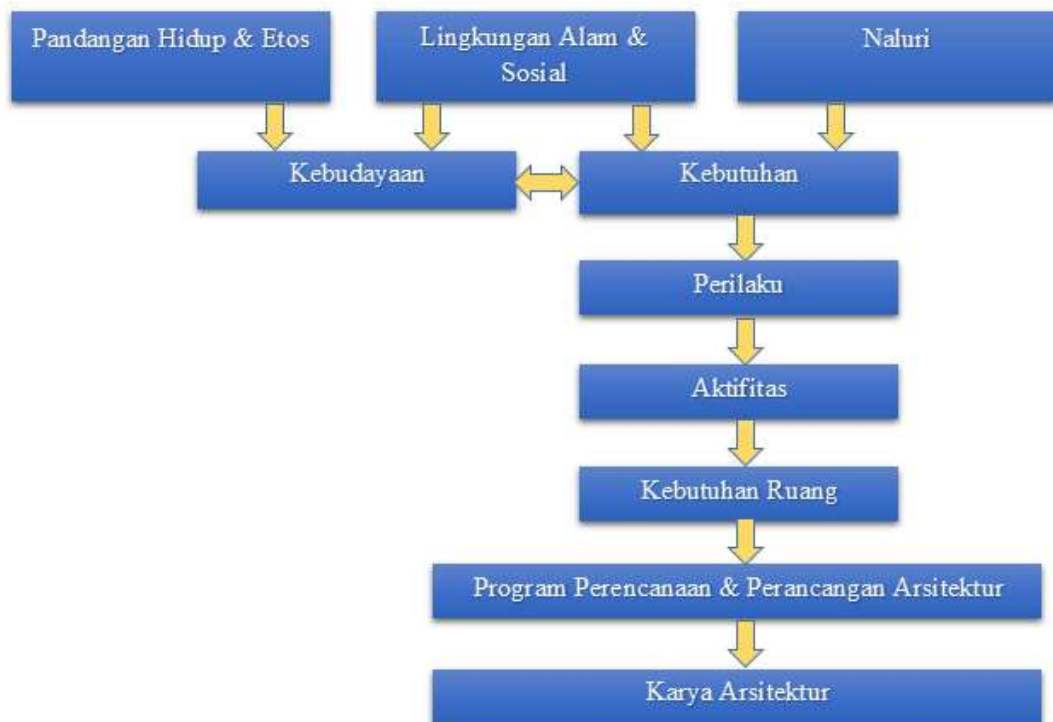 Pandangan Hidup & Etos
Lingkungan Alam &
Sosial
Naluri
Kebudayaan
Kebutuhan
Perilaku
Aktifitas
Kebutuhan Ruang
Program Perencanaan & Perancangan Arsitektur
Karya Arsitektur